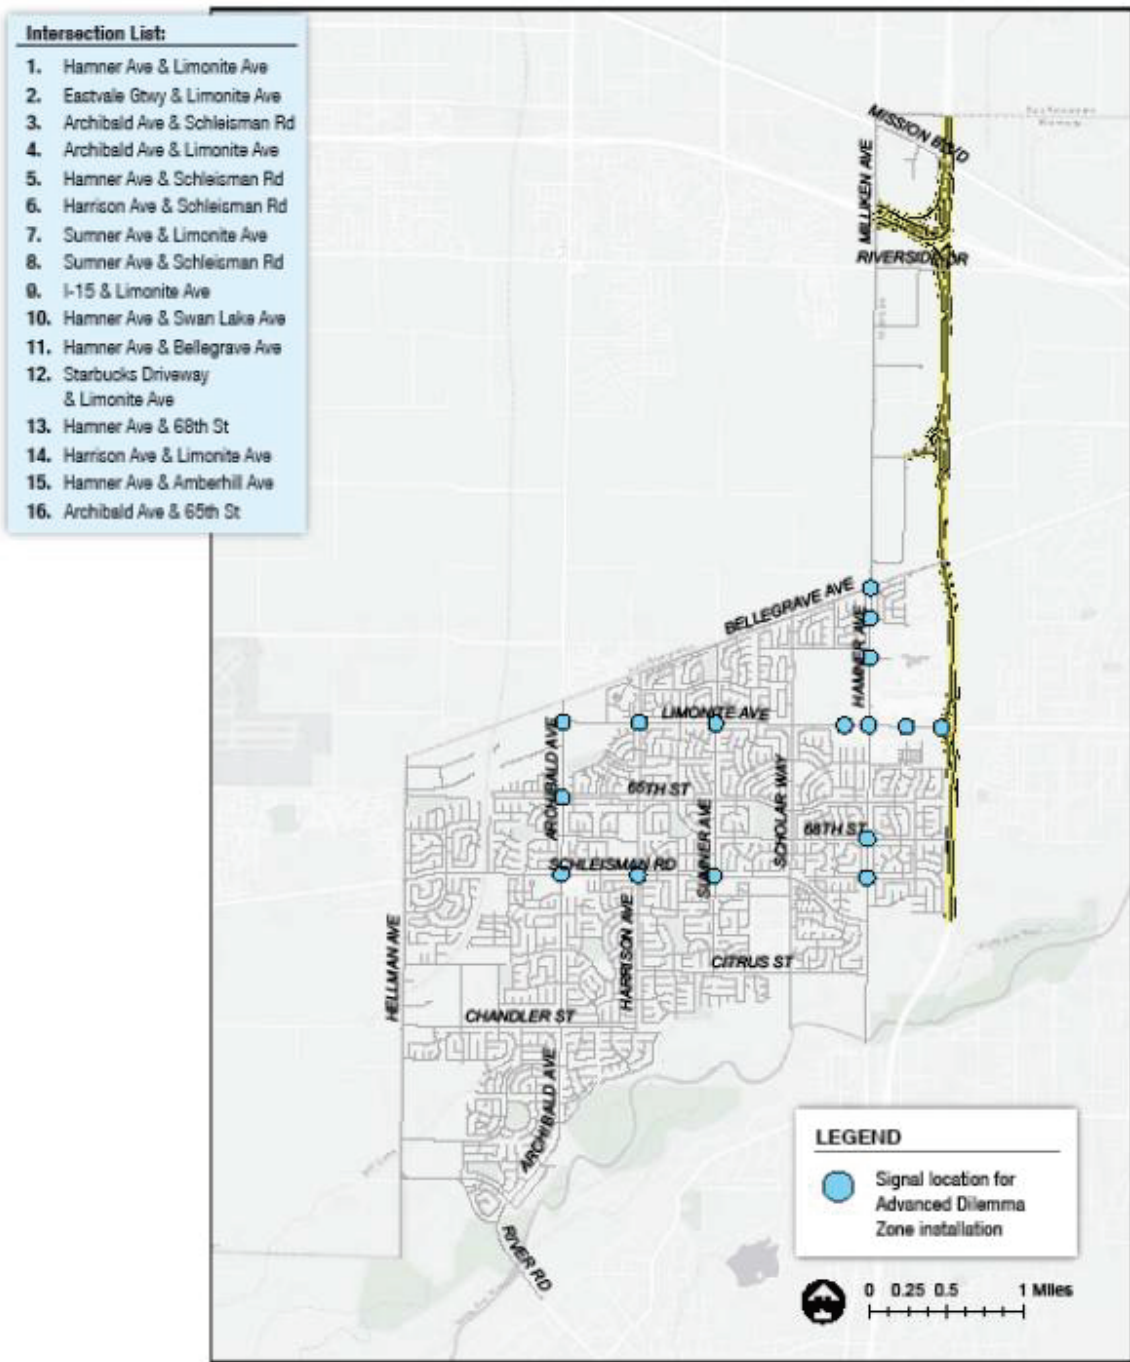 Intersection List:
1. Hamner Ave & Limonite Ave
2. Eastvale Gtwy & Limonite Ave
3. Archibald Ave & Schleisman Rd
4. Archibald Ave & Limonite Ave
5. Hamner Ave & Schleisman Rd
6. Harrison Ave & Schleisman Rd
7. Sumner Ave & Limonite Ave
8. Sumner Ave & Schleisman Rd
9. I-15 & Limonite Ave
10. Hamner Ave & Swan Lake Ave
11. Hamner Ave & Bellegrave Ave
12. Starbucks Driveway
& Limonite Ave
13. Hamner Ave & 68th St
14. Harrison Ave & Limonite Ave
15. Hamner Ave & Amberhill Ave
16. Archibald Ave & 65th St
MISSION BLVD
MILLIKEN AVE
RIVERSIDE DR
BELLEGRAVE AVE
HAMNER AVE
LIMONITE AVE
ARCHIBALD AVE
65TH ST
SCHOLAR WAY
SUMNER AVE
68TH ST
SCHLEISMAN RD
HELLMAN AVE
HARRISON AVE
CITRUS ST
CHANDLER ST
ARCHIBALD AVE
RIVER RD
LEGEND
Signal location for
Advanced Dilemma
Zone installation
0 0.25 0.5 1 Miles